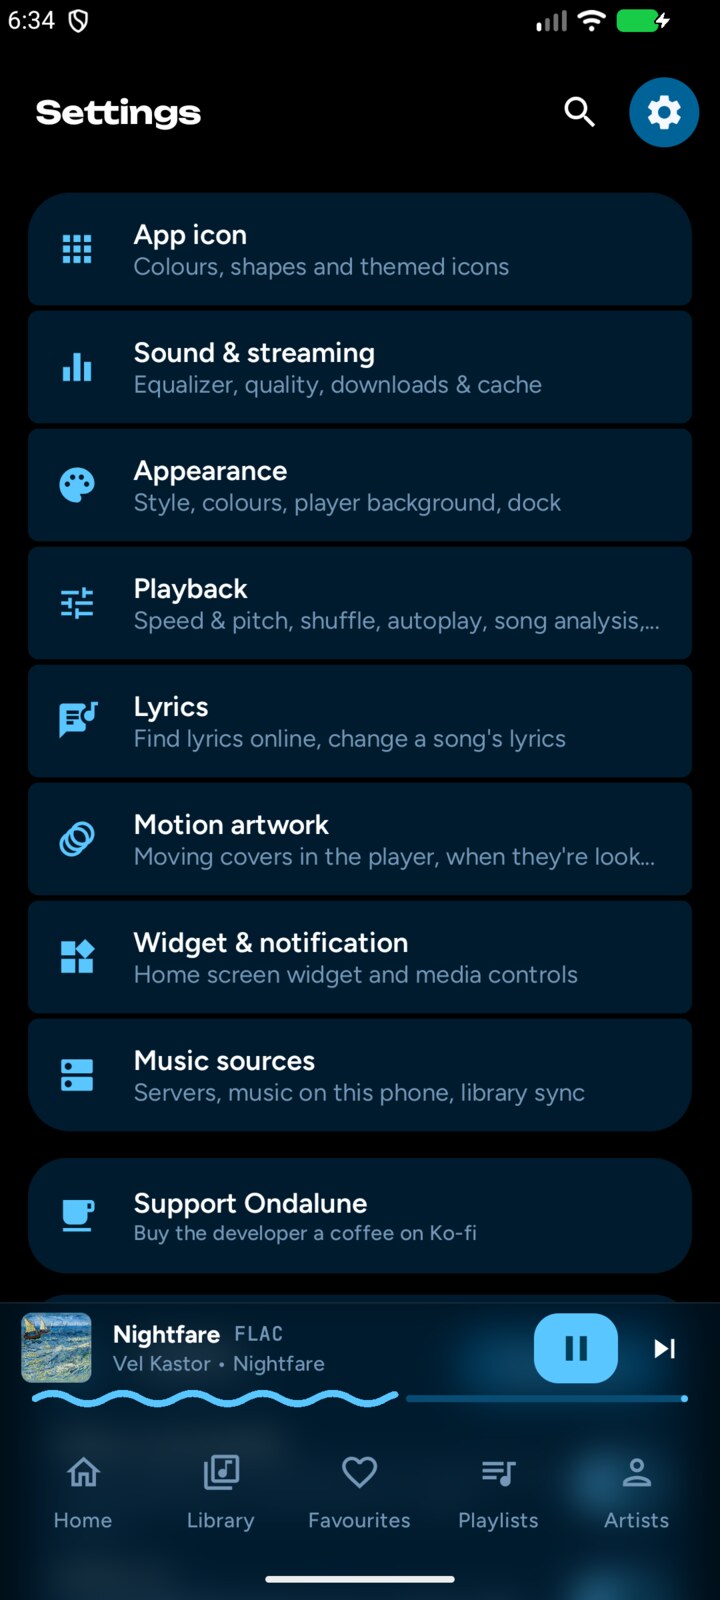 6:34
Settings
App icon
Colours, shapes and themed icons
Sound & streaming
Equalizer, quality, downloads & cache
Appearance
Style, colours, player background, dock
Playback
Speed & pitch, shuffle, autoplay, song analysis,...
Lyrics
Find lyrics online, change a song's lyrics
Motion artwork
Moving covers in the player, when they're look...
Widget & notification
Home screen widget and media controls
Music sources
Servers, music on this phone, library sync
Support Ondalune
Buy the developer a coffee on Ko-fi
Nightfare FLAC
Vel Kastor • Nightfare
Home Library Favourites Playlists Artists